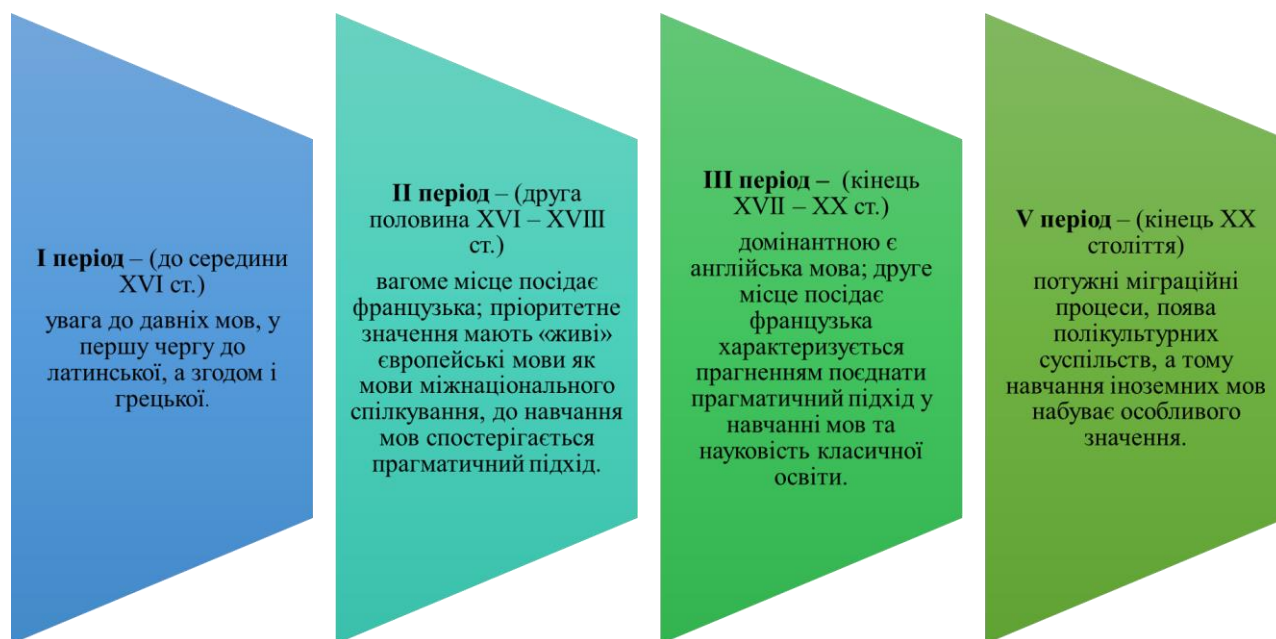 I період – (до середини
XVI ст.)
увага до давніх мов, у
першу чергу до
латинської, а згодом і
грецької.
II період – (друга
половина XVI – XVIII
ст.)
вагоме місце посідає
французька; пріоритетне
значення мають «живі»
європейські мови як
мови міжнаціонального
спілкування, до навчання
мов спостерігається
прагматичний підхід.
III період – (кінець
XVII – XX ст.)
домінантною є
англійська мова; друге
місце посідає
французька
характеризується
прагненням поєднати
прагматичний підхід у
навчанні мов та
науковість класичної
освіти.
V період – (кінець XX
століття)
потужні міграційні
процеси, поява
полікультурних
суспільств, а тому
навчання іноземних мов
набуває особливого
значення.